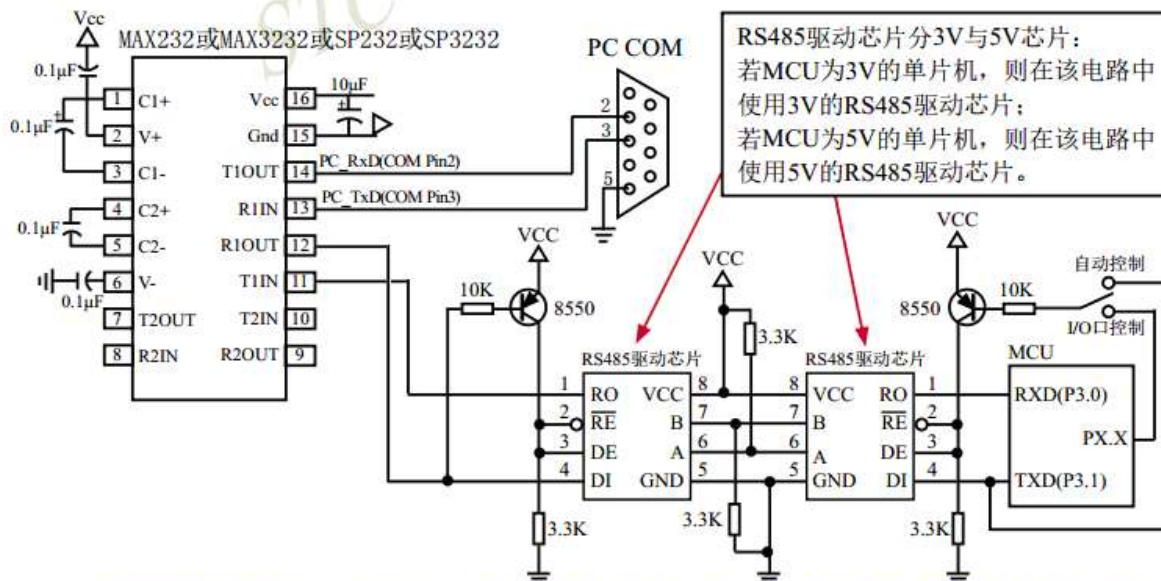 STC
Vcc
MAX232或MAX3232或SP232或SP3232
0.1μF
0.1μF
0.1μF
0.1μF
1 C1+
2 V+
3 C1-
4 C2+
5 C2-
6 V-
7 T2OUT
8 R2IN
Vcc 16
Gnd 15
T1OUT 14
R1IN 13
R1OUT 12
T1IN 11
T2IN 10
R2OUT 9
10μF
PC_RxD(COM Pin2)
PC_TxD(COM Pin3)
PC COM
2
3
5
RS485驱动芯片分3V与5V芯片：
若MCU为3V的单片机，则在该电路中
使用3V的RS485驱动芯片；
若MCU为5V的单片机，则在该电路中
使用5V的RS485驱动芯片。
VCC
10K
8550
3.3K
RS485驱动芯片
1 RO VCC 8
2 RE B 7
3 DE A 6
4 DI GND 5
VCC
3.3K
3.3K
RS485驱动芯片
8 VCC RO 1
7 B RE 2
6 A DE 3
5 GND DI 4
VCC
8550
10K
自动控制
I/O口控制
3.3K
MCU
RXD(P3.0)
PX.X
TXD(P3.1)